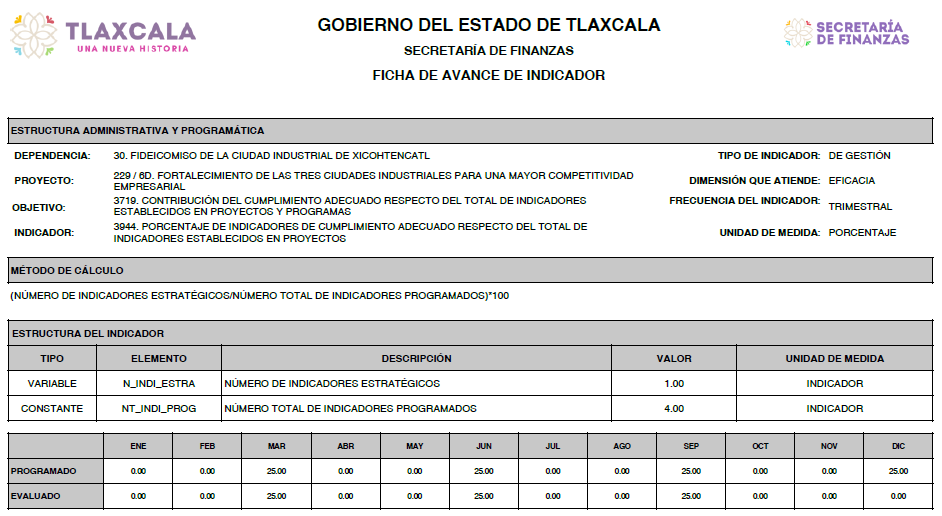 TLAXCALA
UNA NUEVA HISTORIA
GOBIERNO DEL ESTADO DE TLAXCALA
SECRETARÍA DE FINANZAS
FICHA DE AVANCE DE INDICADOR
SECRETARÍA
DE FINANZAS
ESTRUCTURA ADMINISTRATIVA Y PROGRAMÁTICA
DEPENDENCIA: 30. FIDEICOMISO DE LA CIUDAD INDUSTRIAL DE XICOHTENCATL TIPO DE INDICADOR: DE GESTIÓN
PROYECTO: 229 / 6D. FORTALECIMIENTO DE LAS TRES CIUDADES INDUSTRIALES PARA UNA MAYOR COMPETITIVIDAD
EMPRESARIAL DIMENSIÓN QUE ATIENDE: EFICACIA
OBJETIVO: 3719. CONTRIBUCIÓN DEL CUMPLIMIENTO ADECUADO RESPECTO DEL TOTAL DE INDICADORES
ESTABLECIDOS EN PROYECTOS Y PROGRAMAS FRECUENCIA DEL INDICADOR: TRIMESTRAL
INDICADOR: 3944. PORCENTAJE DE INDICADORES DE CUMPLIMIENTO ADECUADO RESPECTO DEL TOTAL DE
INDICADORES ESTABLECIDOS EN PROYECTOS UNIDAD DE MEDIDA: PORCENTAJE
MÉTODO DE CÁLCULO
(NÚMERO DE INDICADORES ESTRATÉGICOS/NÚMERO TOTAL DE INDICADORES PROGRAMADOS)*100
ESTRUCTURA DEL INDICADOR
TIPO ELEMENTO DESCRIPCIÓN VALOR UNIDAD DE MEDIDA
VARIABLE N_INDI_ESTRA NÚMERO DE INDICADORES ESTRATÉGICOS 1.00 INDICADOR
CONSTANTE NT_INDI_PROG NÚMERO TOTAL DE INDICADORES PROGRAMADOS 4.00 INDICADOR
ENE FEB MAR ABR MAY JUN JUL AGO SEP OCT NOV DIC
PROGRAMADO 0.00 0.00 25.00 0.00 0.00 25.00 0.00 0.00 25.00 0.00 0.00 25.00
EVALUADO 0.00 0.00 25.00 0.00 0.00 25.00 0.00 0.00 25.00 0.00 0.00 0.00